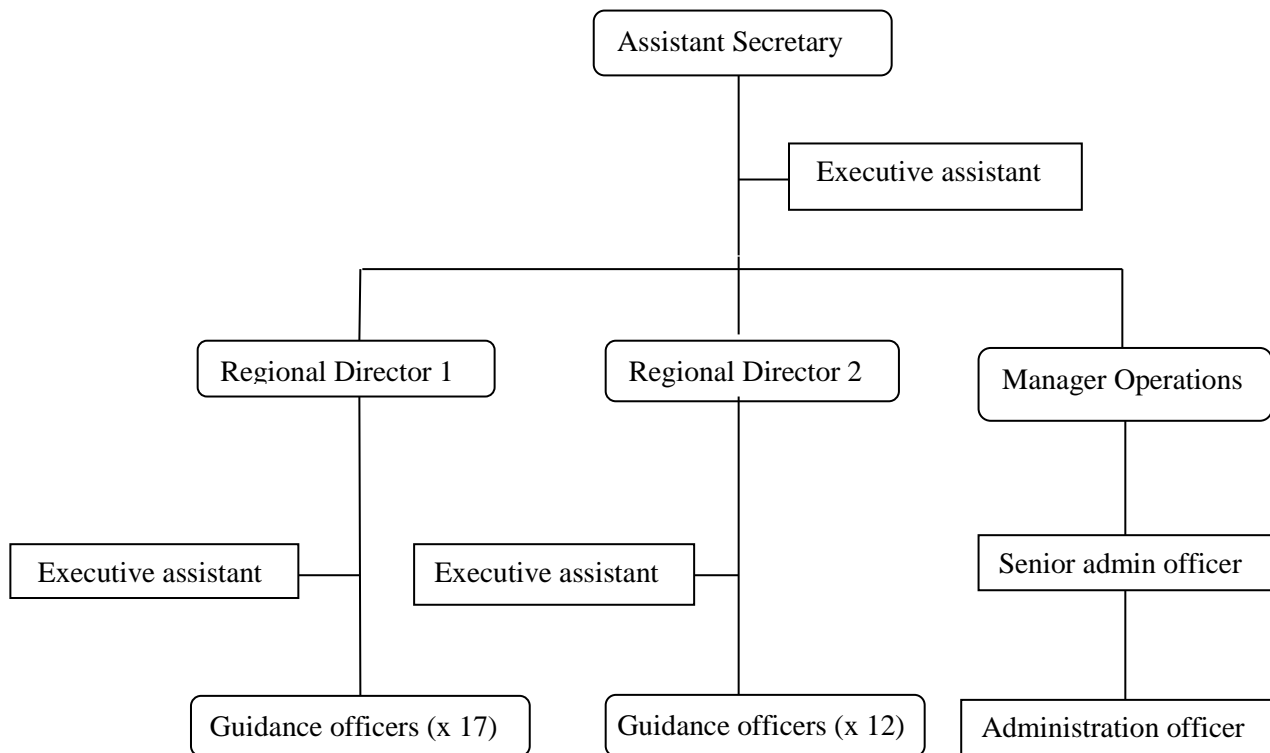 Assistant Secretary
Executive assistant
Regional Director 1
Regional Director 2
Manager Operations
Executive assistant
Executive assistant
Senior admin officer
Guidance officers (x 17)
Guidance officers (x 12)
Administration officer